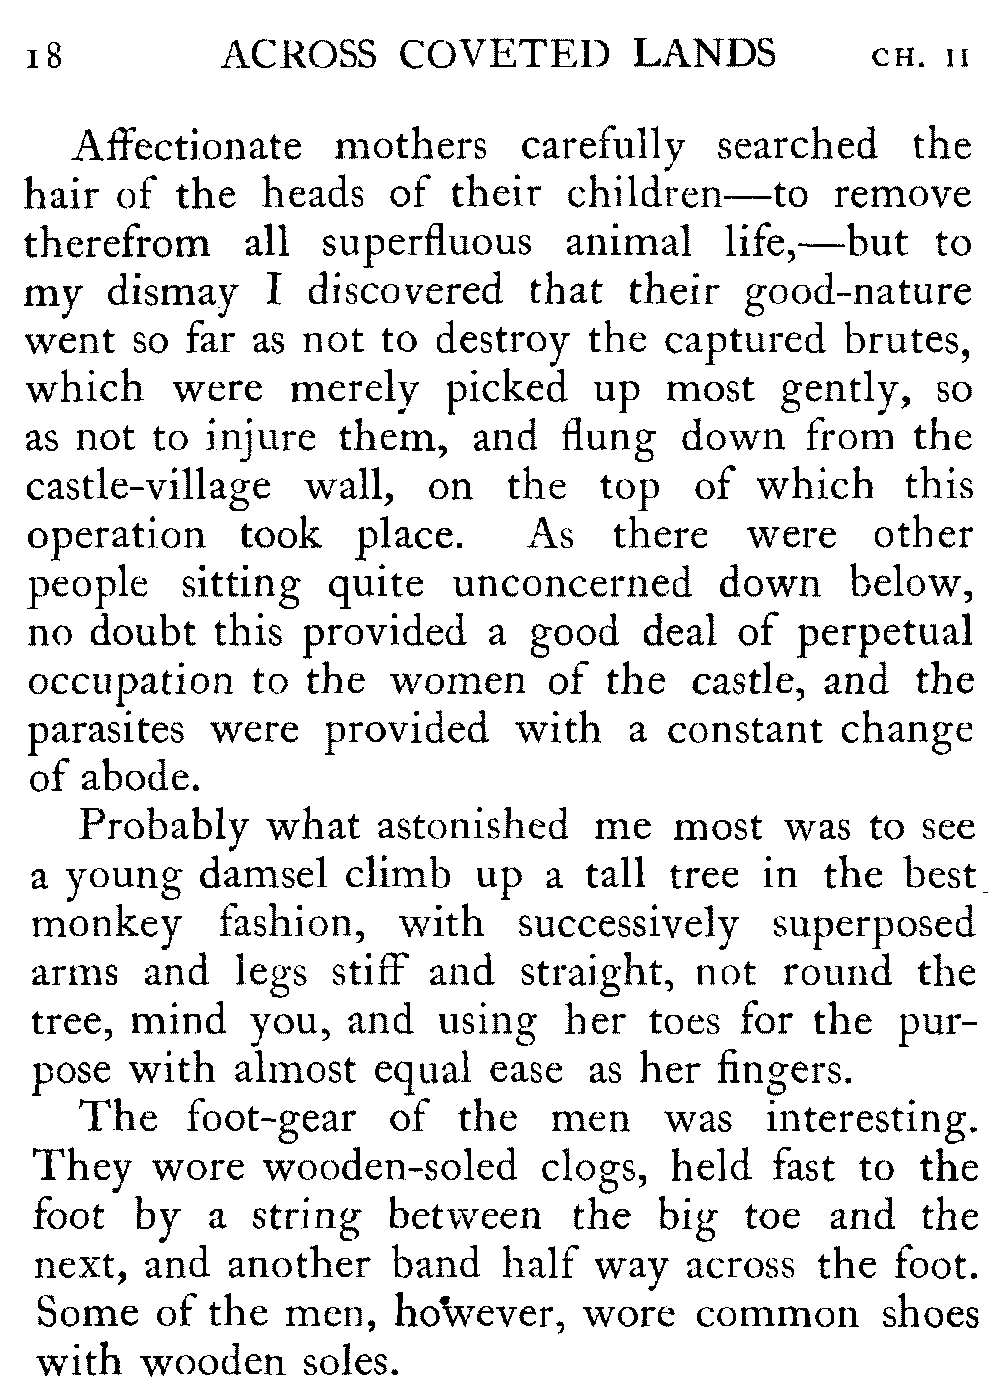 18 ACROSS COVETED LANDS CH. II
Affectionate mothers carefully searched the
hair of the heads of their children—to remove
therefrom all superfluous animal life,—but to
my dismay I discovered that their good-nature
went so far as not to destroy the captured brutes,
which were merely picked up most gently, so
as not to injure them, and flung down from the
castle-village wall, on the top of which this
operation took place. As there were other
people sitting quite unconcerned down below,
no doubt this provided a good deal of perpetual
occupation to the women of the castle, and the
parasites were provided with a constant change
of abode.
Probably what astonished me most was to see
a young damsel climb up a tall tree in the best
monkey fashion, with successively superposed
arms and legs stiff and straight, not round the
tree, mind you, and using her toes for the pur-
pose with almost equal ease as her fingers.
The foot-gear of the men was interesting.
They wore wooden-soled clogs, held fast to the
foot by a string between the big toe and the
next, and another band half way across the foot.
Some of the men, however, wore common shoes
with wooden soles.